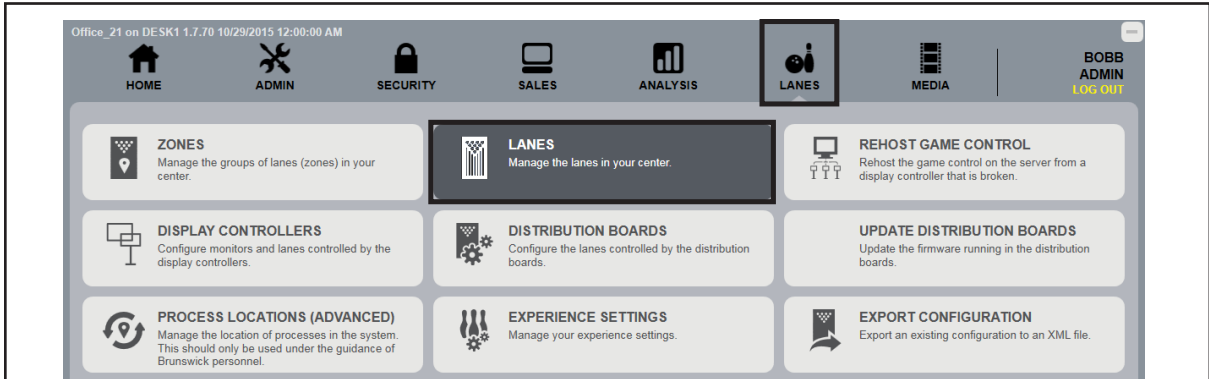 Office_21 on DESK1 1.7.70 10/29/2015 12:00:00 AM
HOME
ADMIN
SECURITY
SALES
ANALYSIS
LANES
MEDIA
BOBB
ADMIN
LOG OUT
ZONES
Manage the groups of lanes (zones) in your
center.
LANES
Manage the lanes in your center.
REHOST GAME CONTROL
Rehost the game control on the server from a
display controller that is broken.
DISPLAY CONTROLLERS
Configure monitors and lanes controlled by the
display controllers.
DISTRIBUTION BOARDS
Configure the lanes controlled by the distribution
boards.
UPDATE DISTRIBUTION BOARDS
Update the firmware running in the distribution
boards.
PROCESS LOCATIONS (ADVANCED)
Manage the location of processes in the system.
This should only be used under the guidance of
Brunswick personnel.
EXPERIENCE SETTINGS
Manage your experience settings.
EXPORT CONFIGURATION
Export an existing configuration to an XML file.